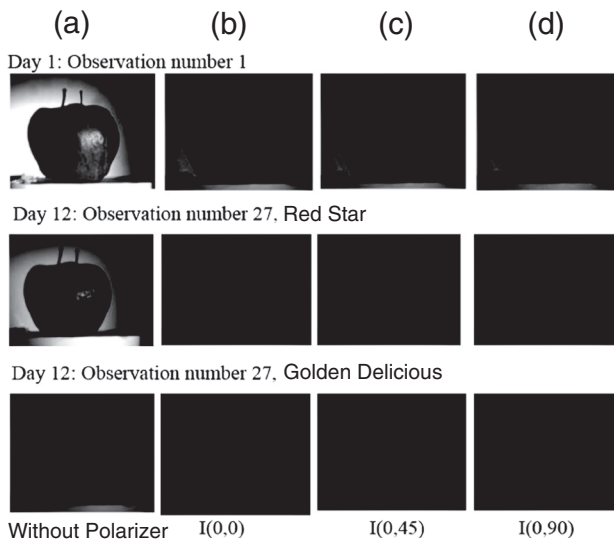 (a) (b) (c) (d)
Day 1: Observation number 1
Day 12: Observation number 27, Red Star
Day 12: Observation number 27, Golden Delicious
Without Polarizer I(0,0) I(0,45) I(0,90)